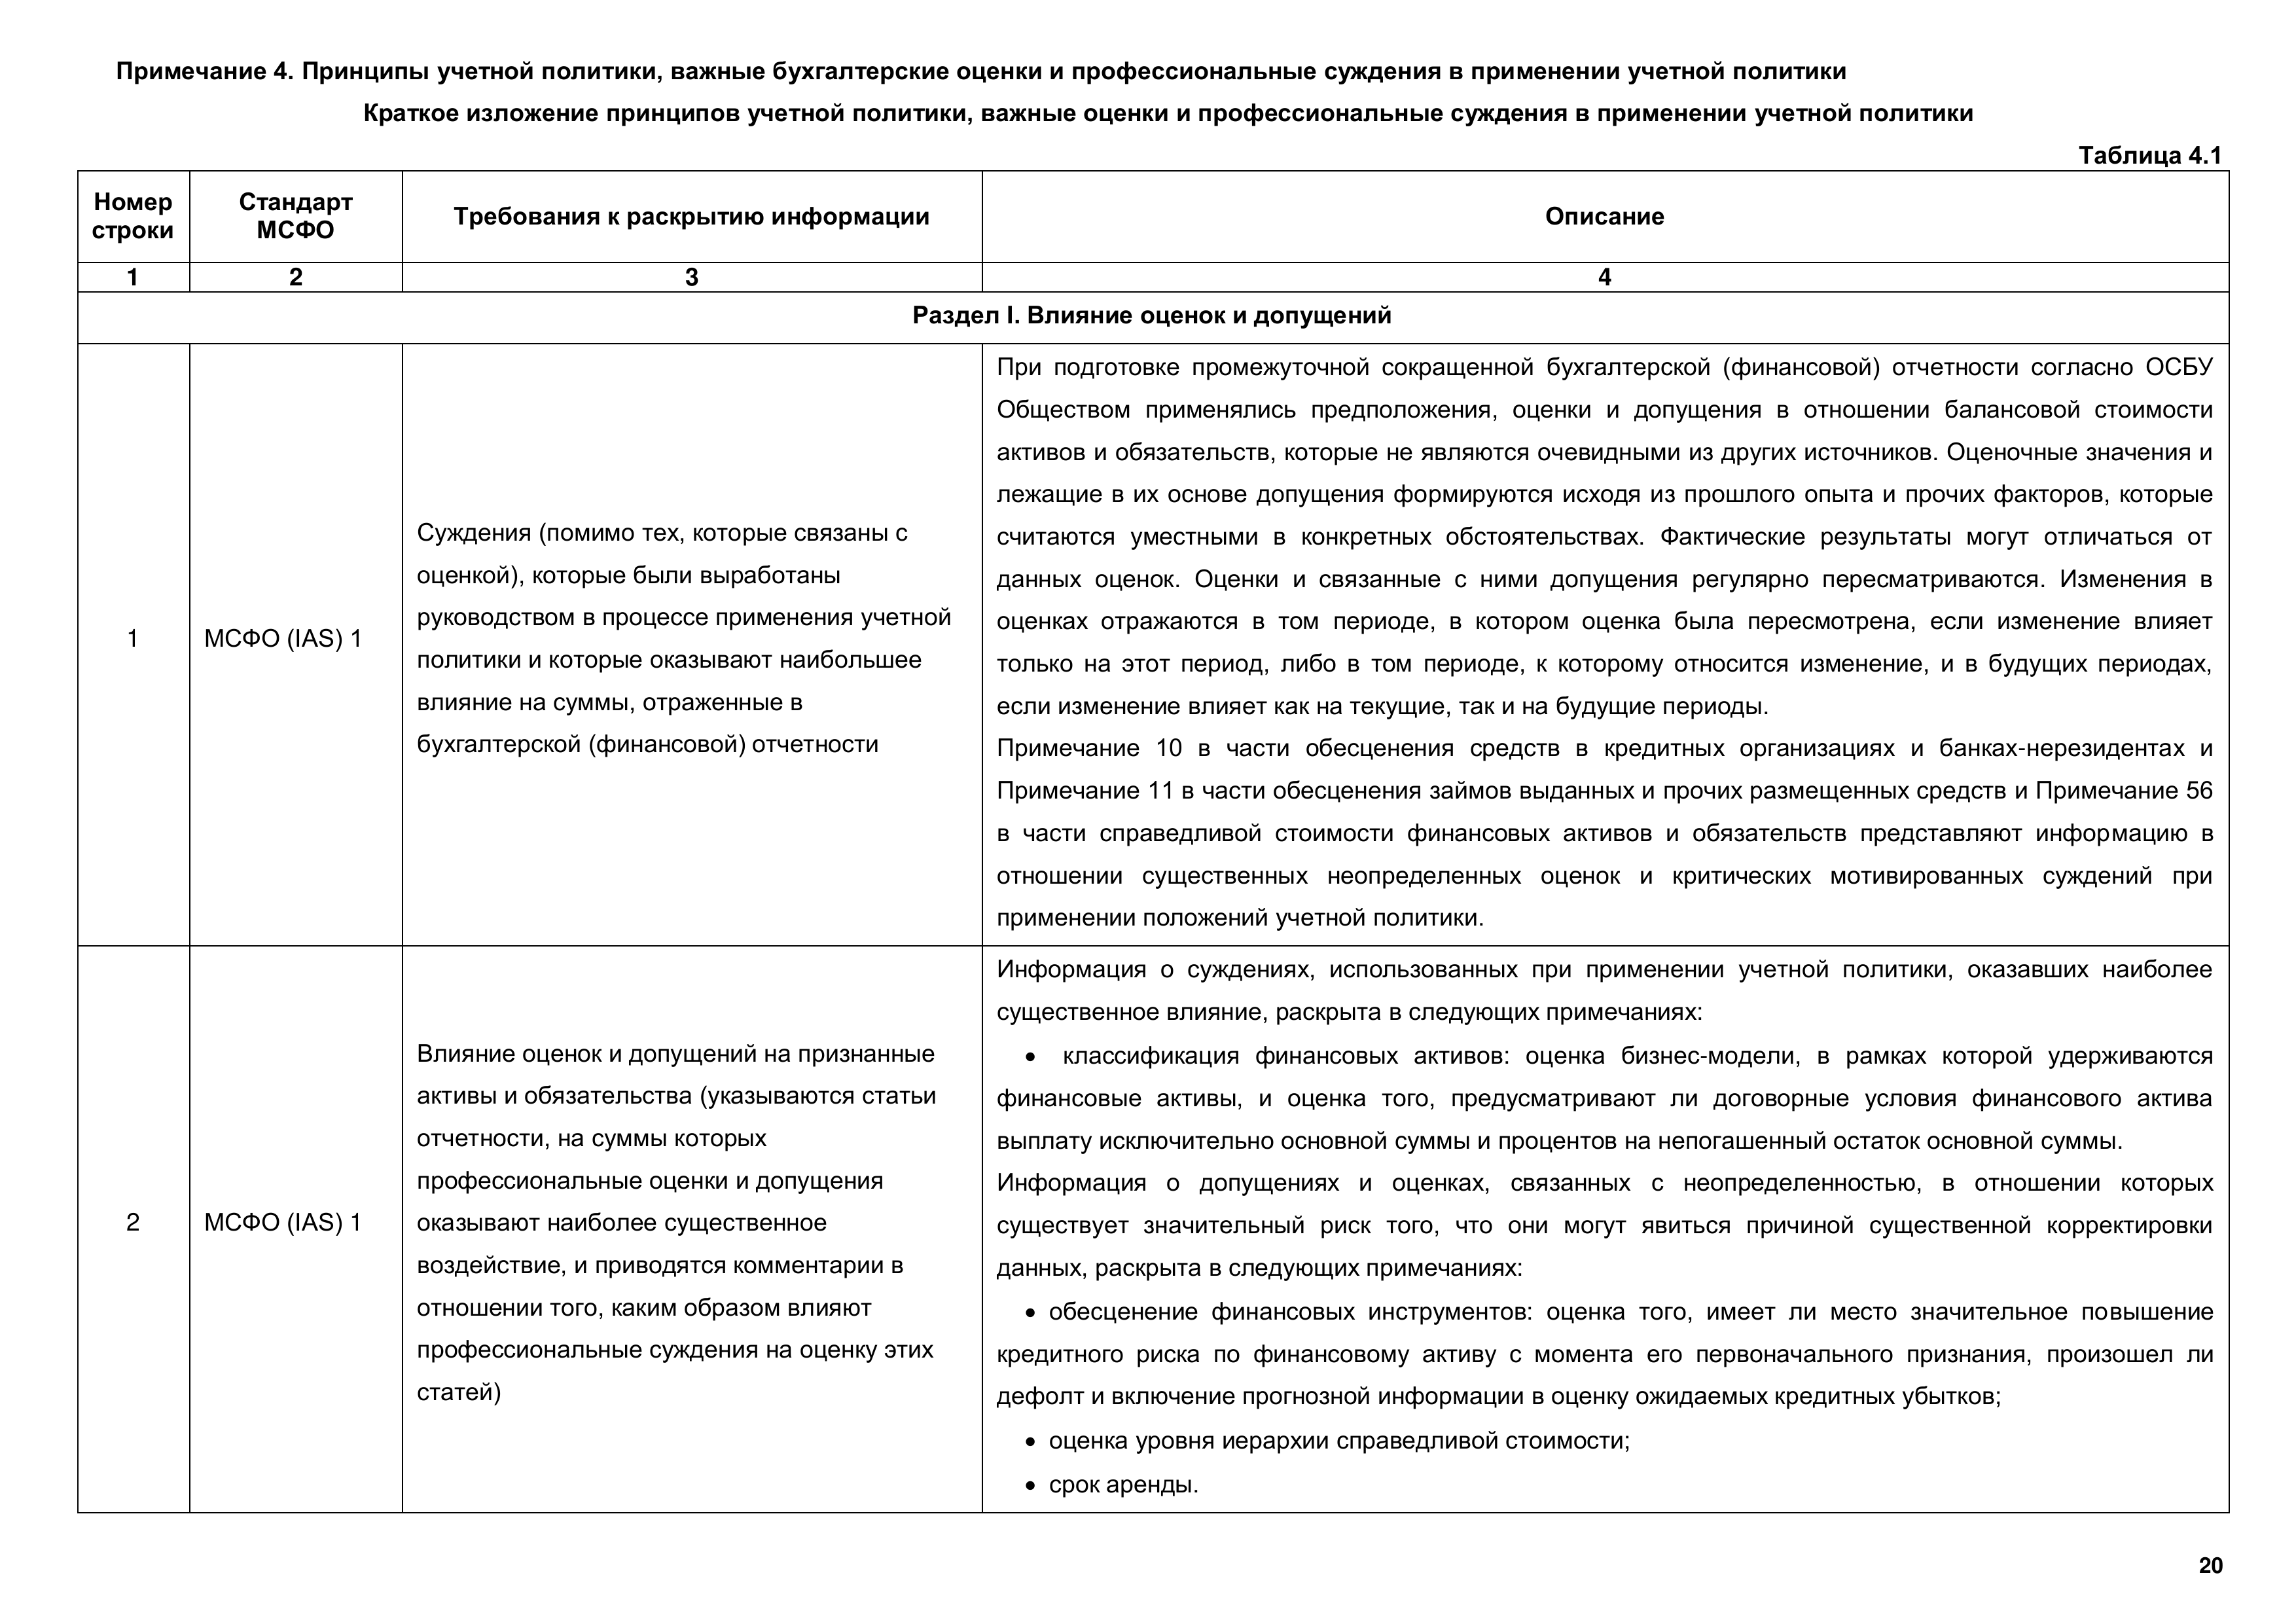 Примечание 4. Принципы учетной политики, важные бухгалтерские оценки и профессиональные суждения в применении учетной политики
Краткое изложение принципов учетной политики, важные оценки и профессиональные суждения в применении учетной политики
Таблица 4.1
Номер
строки
Стандарт
МСФО
Требования к раскрытию информации
Описание
1
2
3
4
Раздел I. Влияние оценок и допущений
1
МСФО (IAS) 1
Суждения (помимо тех, которые связаны с
оценкой), которые были выработаны
руководством в процессе применения учетной
политики и которые оказывают наибольшее
влияние на суммы, отраженные в
бухгалтерской (финансовой) отчетности
При подготовке промежуточной сокращенной бухгалтерской (финансовой) отчетности согласно ОСБУ
Обществом применялись предположения, оценки и допущения в отношении балансовой стоимости
активов и обязательств, которые не являются очевидными из других источников. Оценочные значения и
лежащие в их основе допущения формируются исходя из прошлого опыта и прочих факторов, которые
считаются уместными в конкретных обстоятельствах. Фактические результаты могут отличаться от
данных оценок. Оценки и связанные с ними допущения регулярно пересматриваются. Изменения в
оценках отражаются в том периоде, в котором оценка была пересмотрена, если изменение влияет
только на этот период, либо в том периоде, к которому относится изменение, и в будущих периодах,
если изменение влияет как на текущие, так и на будущие периоды.
Примечание 10 в части обесценения средств в кредитных организациях и банках-нерезидентах и
Примечание 11 в части обесценения займов выданных и прочих размещенных средств и Примечание 56
в части справедливой стоимости финансовых активов и обязательств представляют информацию в
отношении существенных неопределенных оценок и критических мотивированных суждений при
применении положений учетной политики.
2
МСФО (IAS) 1
Влияние оценок и допущений на признанные
активы и обязательства (указываются статьи
отчетности, на суммы которых
профессиональные оценки и допущения
оказывают наиболее существенное
воздействие, и приводятся комментарии в
отношении того, каким образом влияют
профессиональные суждения на оценку этих
статей)
Информация о суждениях, использованных при применении учетной политики, оказавших наиболее
существенное влияние, раскрыта в следующих примечаниях:
• классификация финансовых активов: оценка бизнес-модели, в рамках которой удерживаются
финансовые активы, и оценка того, предусматривают ли договорные условия финансового актива
выплату исключительно основной суммы и процентов на непогашенный остаток основной суммы.
Информация о допущениях и оценках, связанных с неопределенностью, в отношении которых
существует значительный риск того, что они могут явиться причиной существенной корректировки
данных, раскрыта в следующих примечаниях:
• обесценение финансовых инструментов: оценка того, имеет ли место значительное повышение
кредитного риска по финансовому активу с момента его первоначального признания, произошел ли
дефолт и включение прогнозной информации в оценку ожидаемых кредитных убытков;
• оценка уровня иерархии справедливой стоимости;
• срок аренды.
20